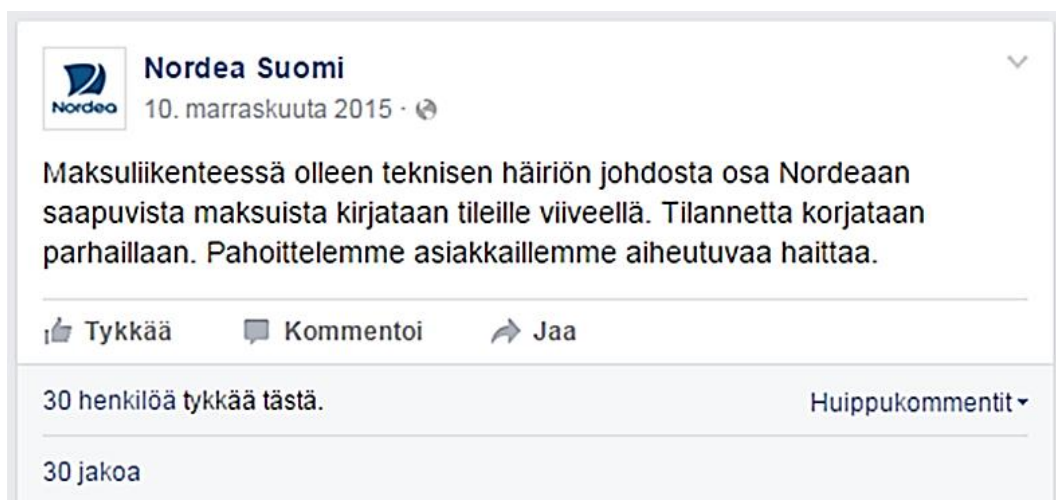 Nordea Suomi
Nordea
10. marraskuuta 2015 ·
Maksuliikenteessä olleen teknisen häiriön johdosta osa Nordeaan
saapuvista maksuista kirjataan tileille viiveellä. Tilannetta korjataan
parhaillaan. Pahoittelemme asiakkaillemme aiheutuvaa haittaa.
Tykkää Kommentoi Jaa
30 henkilöä tykkää tästä. Huippukommentit
30 jakoa